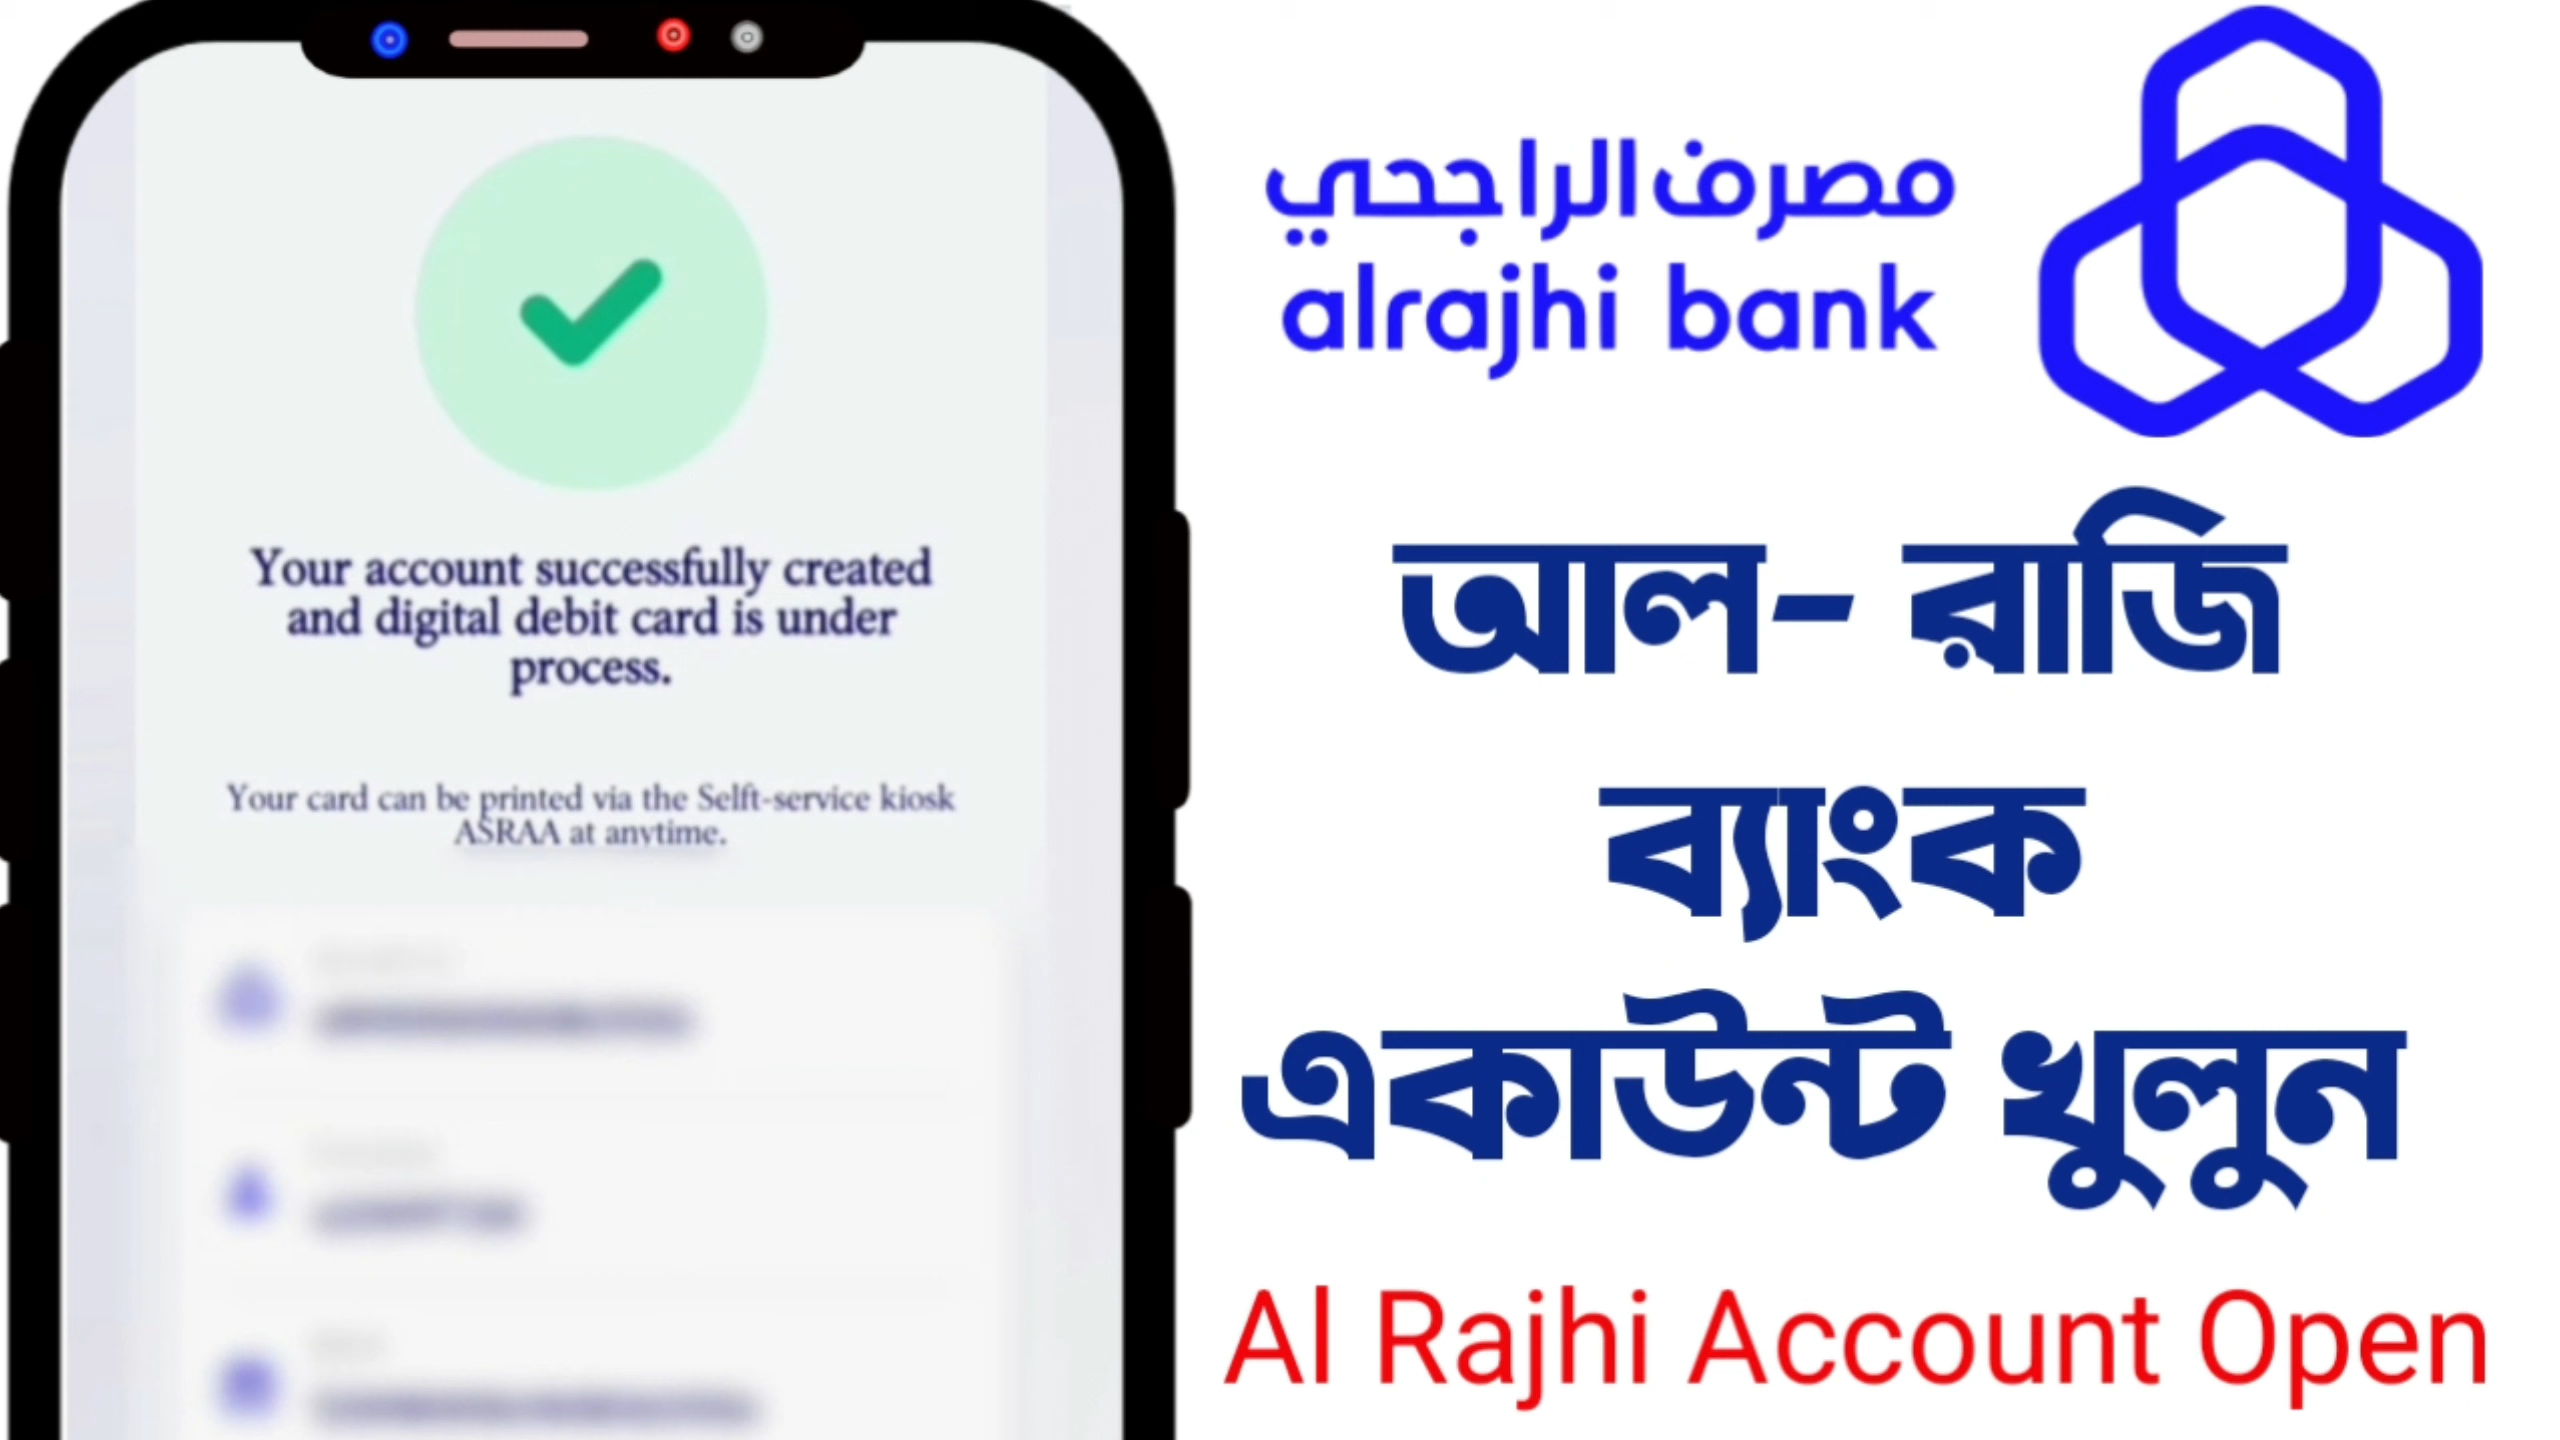 Your account successfully created
and digital debit card is under
process.
Your card can be printed via the Selft-service kiosk
ASRAA at anytime.
مصرف الراجحي
alrajhi bank
আল- রাজি
ব্যাংক
একাউন্ট খুলুন
Al Rajhi Account Open